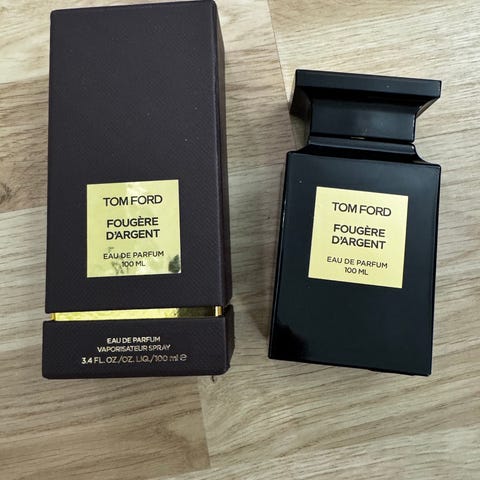 TOM FORD
FOUGÈRE
D'ARGENT
EAU DE PARFUM
100 ML
EAU DE PARFUM
VAPORISATEUR SPRAY
3.4 FL.OZ./OZ. LIQ./100 ml ℮
TOM FORD
FOUGÈRE
D'ARGENT
EAU DE PARFUM
100 ML